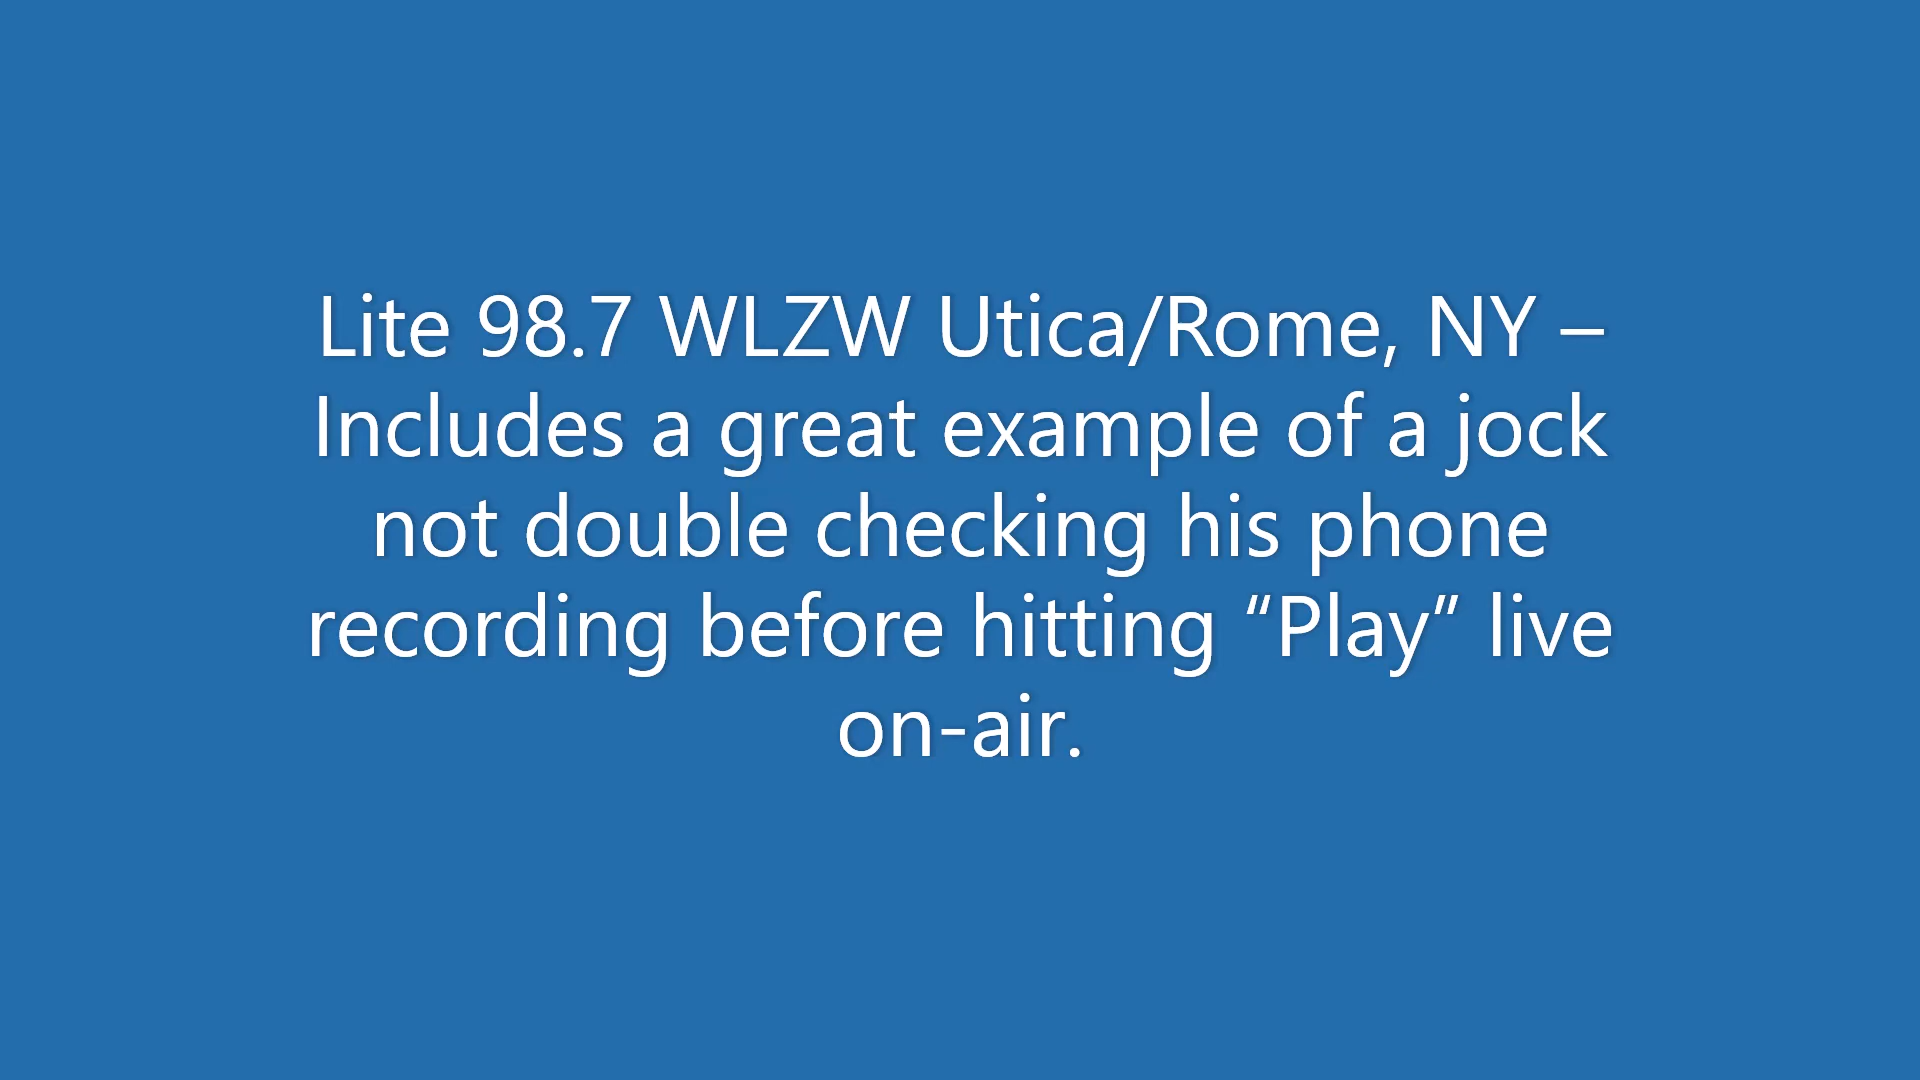 Lite 98.7 WLZW Utica/Rome, NY –
Includes a great example of a jock
not double checking his phone
recording before hitting “Play” live
on-air.